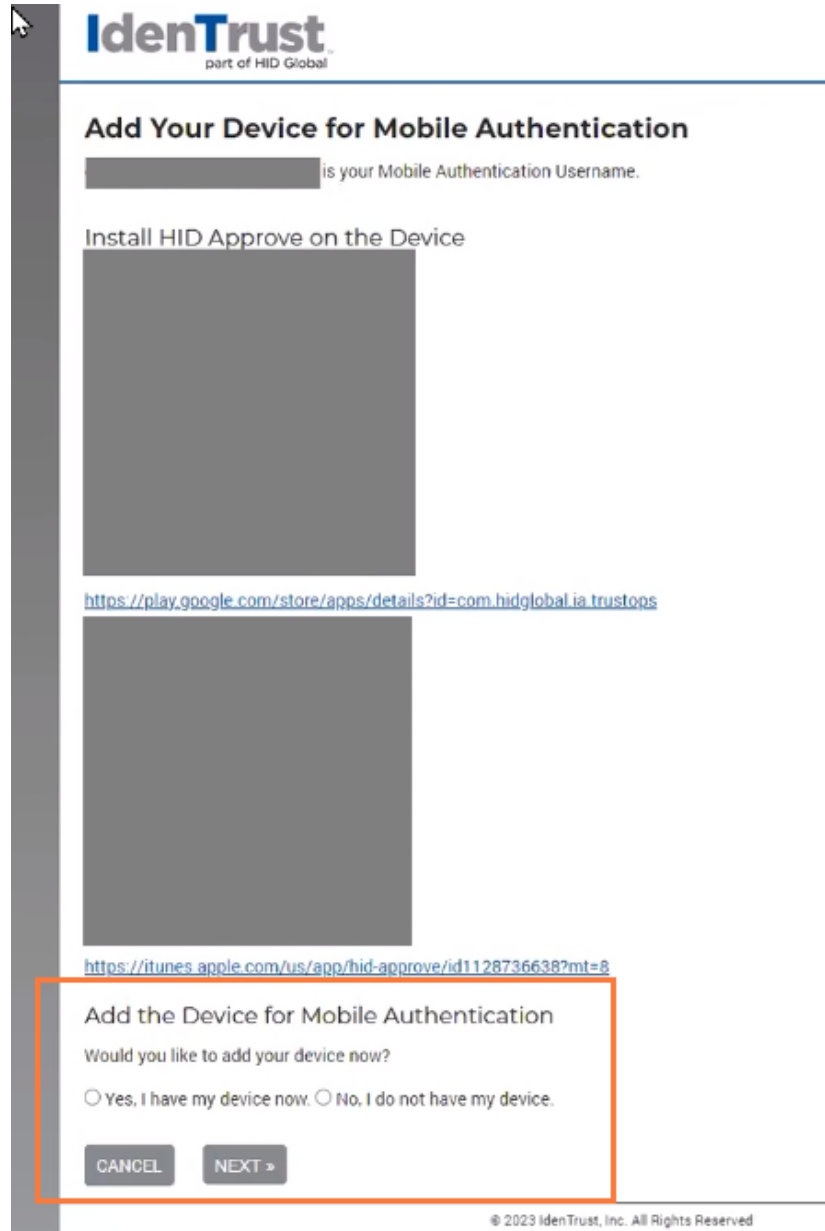 IdenTrust
part of HID Global
Add Your Device for Mobile Authentication
is your Mobile Authentication Username.
Install HID Approve on the Device
https://play.google.com/store/apps/details?id=com.hidglobal.ia.trustops
https://itunes.apple.com/us/app/hid-approve/id1128736638?mt=8
Add the Device for Mobile Authentication
Would you like to add your device now?
Yes, I have my device now. No, I do not have my device.
CANCEL NEXT »
© 2023 IdenTrust, Inc. All Rights Reserved